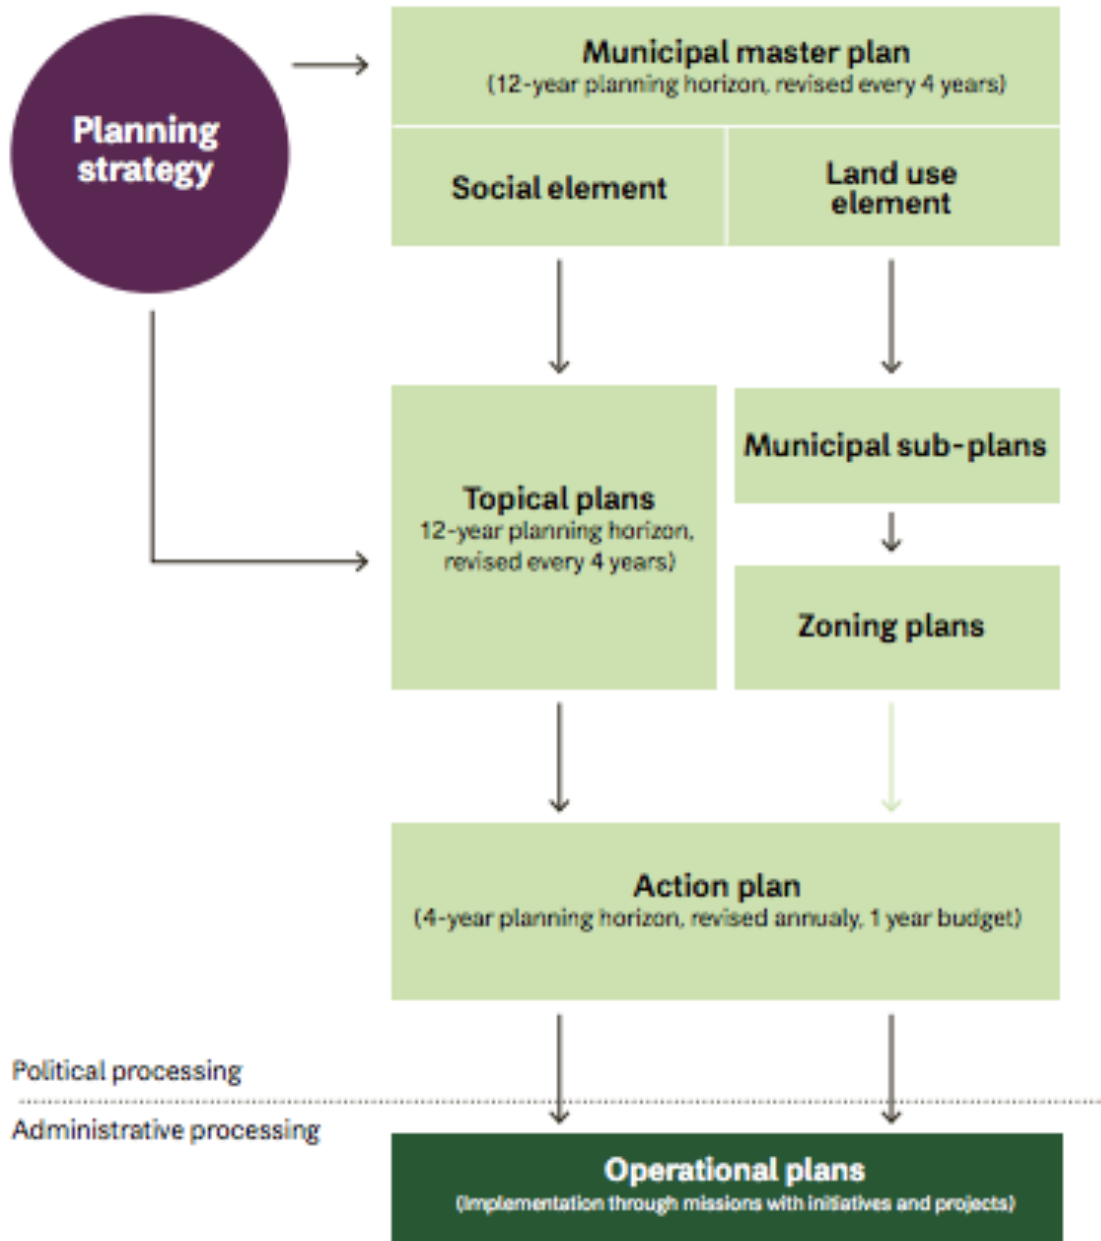 Planning
strategy
Municipal master plan
(12-year planning horizon, revised every 4 years)
Social element
Land use
element
Topical plans
12-year planning horizon,
revised every 4 years)
Municipal sub-plans
Zoning plans
Action plan
(4-year planning horizon, revised annualy, 1 year budget)
Political processing
Administrative processing
Operational plans
(Implementation through missions with initiatives and projects)